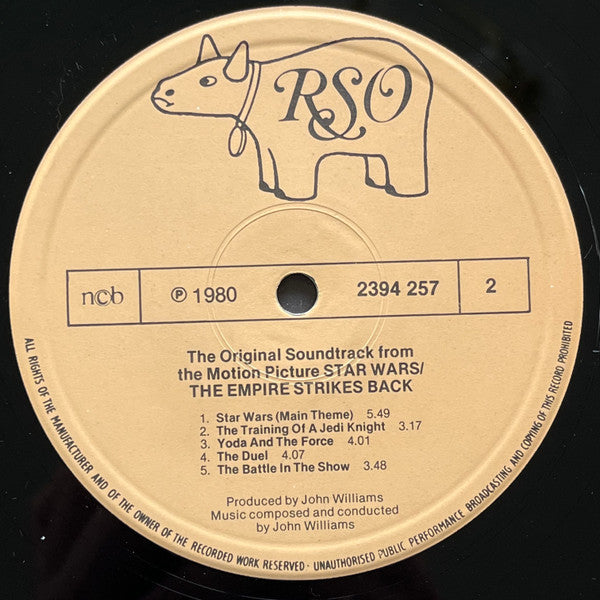 RSO
ncb
℗ 1980
2394 257
2
The Original Soundtrack from
the Motion Picture STAR WARS/
THE EMPIRE STRIKES BACK
1. Star Wars (Main Theme) 5.49
2. The Training Of A Jedi Knight 3.17
3. Yoda And The Force 4.01
4. The Duel 4.07
5. The Battle In The Show 3.48
Produced by John Williams
Music composed and conducted
by John Williams
ALL RIGHTS OF THE MANUFACTURER AND OF THE OWNER OF THE RECORDED WORK RESERVED · UNAUTHORISED PUBLIC PERFORMANCE BROADCASTING AND COPYING OF THIS RECORD PROHIBITED